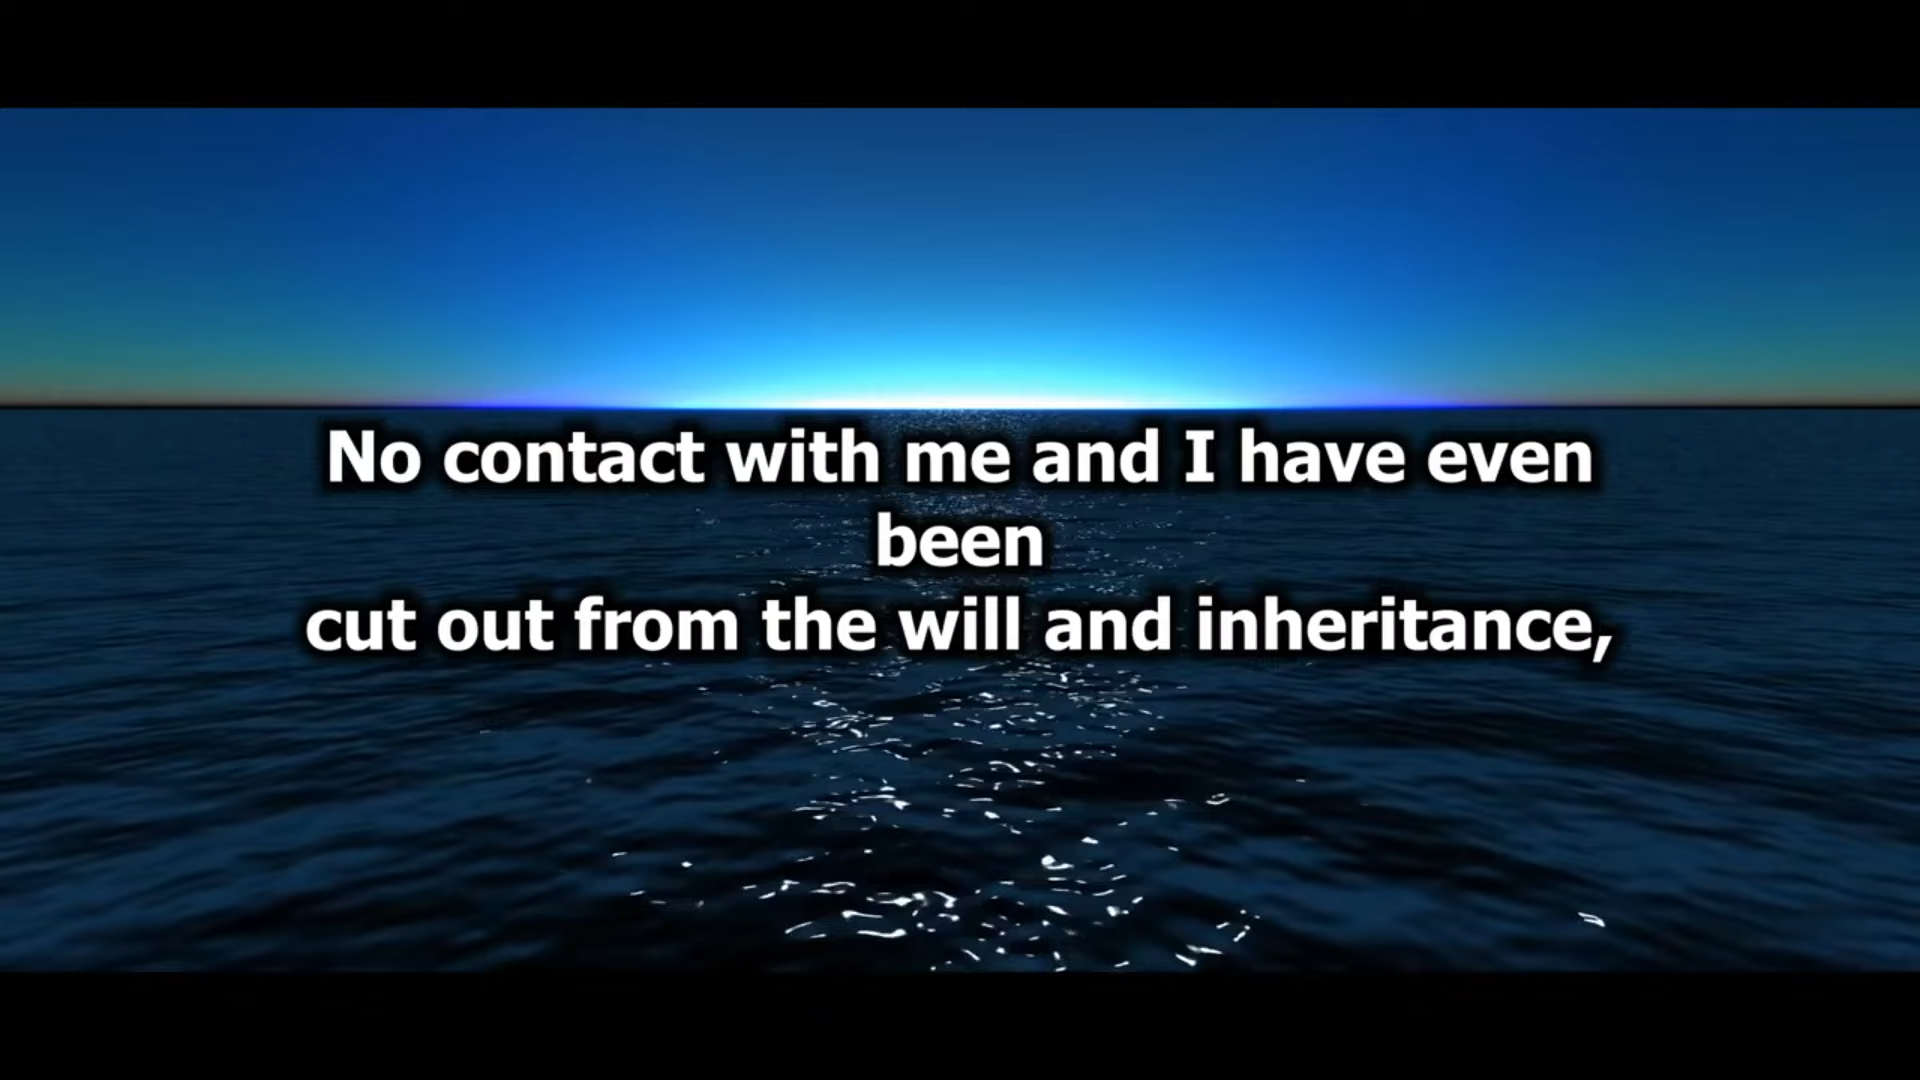 No contact with me and I have even
been
cut out from the will and inheritance,